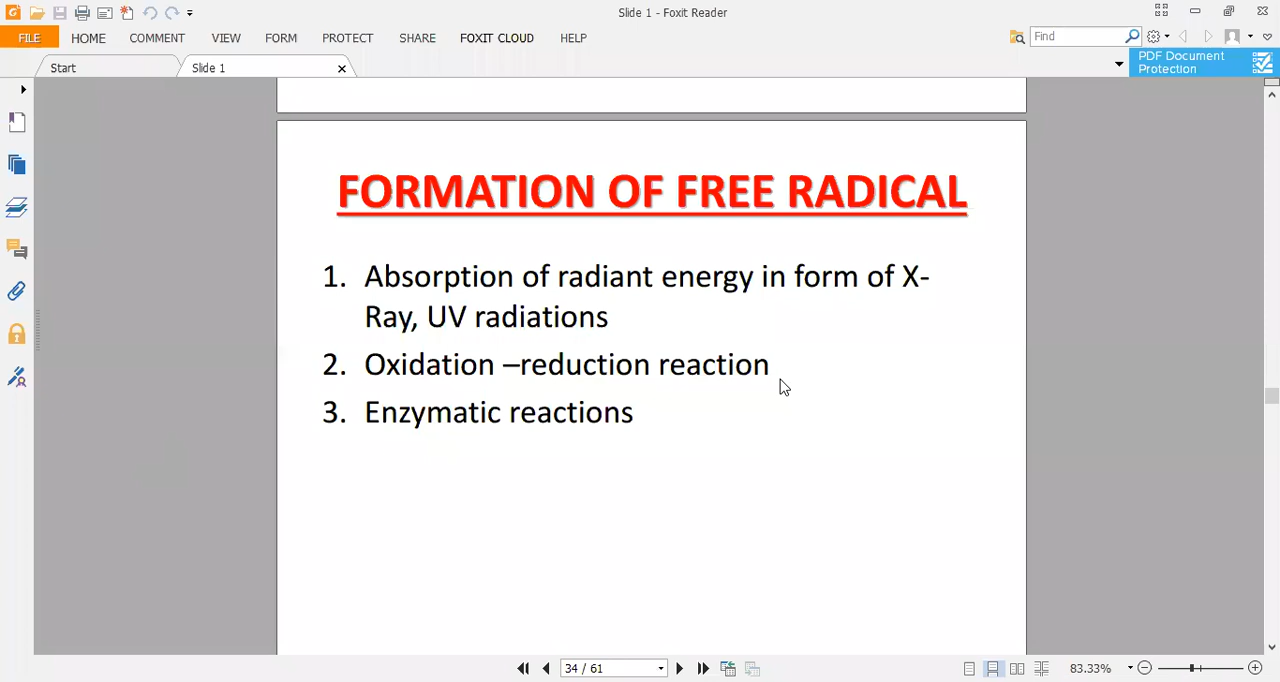 Slide 1 - Foxit Reader
FILE HOME COMMENT VIEW FORM PROTECT SHARE FOXIT CLOUD HELP
Find
Start
Slide 1
PDF Document
Protection
FORMATION OF FREE RADICAL
1. Absorption of radiant energy in form of X-
Ray, UV radiations
2. Oxidation –reduction reaction
3. Enzymatic reactions
34 / 61
83.33%